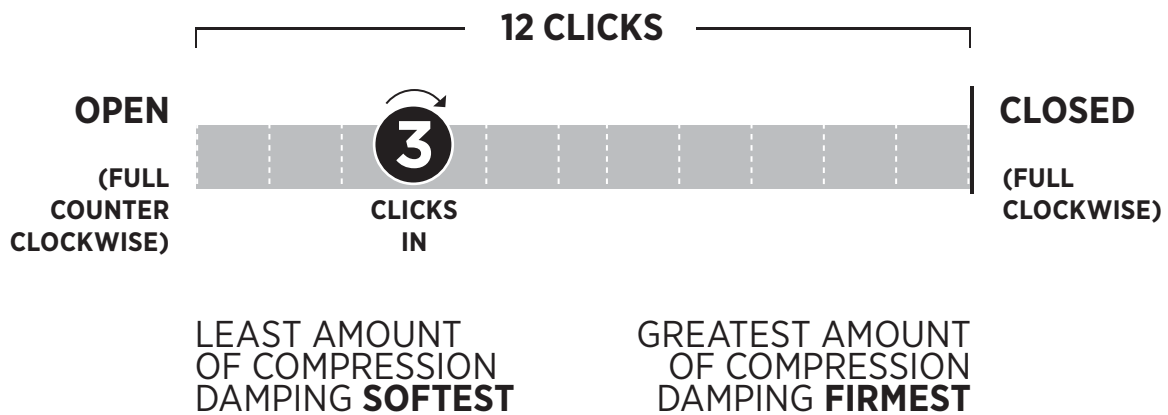 12 CLICKS
OPEN
CLOSED
3
(FULL
COUNTER
CLOCKWISE)
CLICKS
IN
(FULL
CLOCKWISE)
LEAST AMOUNT
OF COMPRESSION
DAMPING SOFTEST
GREATEST AMOUNT
OF COMPRESSION
DAMPING FIRMEST